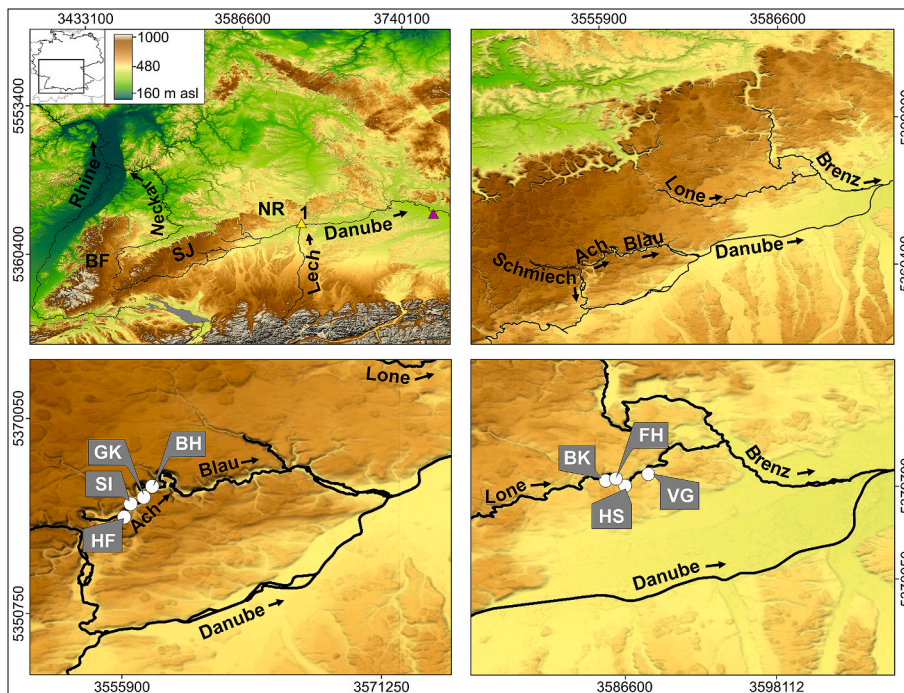 3433100 3586600 3740100
3555900 3586600
1000
480
160 m asl
5553400
5360400
Rhine
Neckar
NR
1
Danube
SJ
BF
Lech
Lone
Brenz
Ach
Blau
Schmiech
Danube
5360400
Lone
GK
BH
Blau
SI
Ach
HF
Danube
5370050
5350750
BK
FH
Brenz
Lone
HS
VG
Danube
3555900 3571250
3586600 3598112